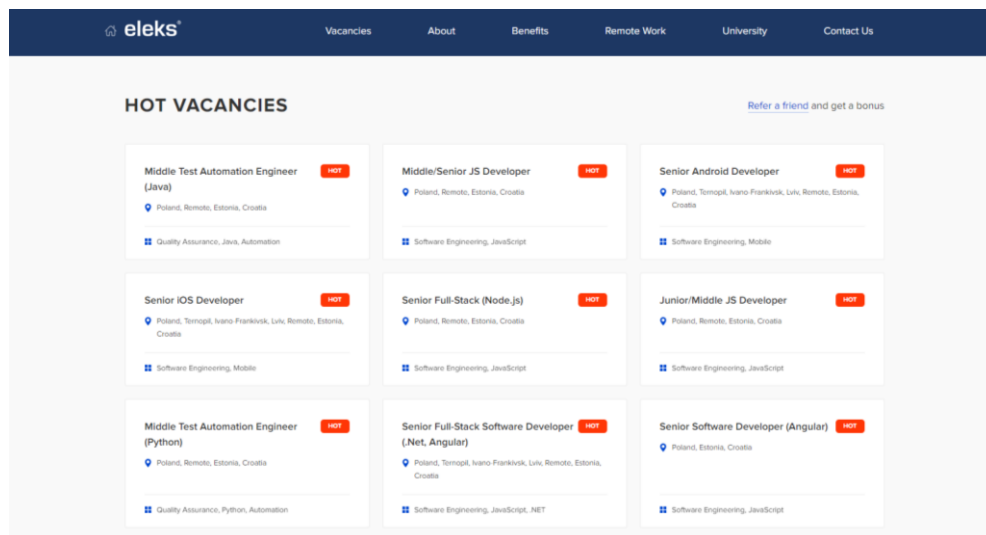 eleks®
Vacancies
About
Benefits
Remote Work
University
Contact Us
HOT VACANCIES
Refer a friend and get a bonus
Middle Test Automation Engineer
(Java)
HOT
Poland, Remote, Estonia, Croatia
Quality Assurance, Java, Automation
Middle/Senior JS Developer
HOT
Poland, Remote, Estonia, Croatia
Software Engineering, JavaScript
Senior Android Developer
HOT
Poland, Ternopil, Ivano-Frankivsk, Lviv, Remote, Estonia,
Croatia
Software Engineering, Mobile
Senior iOS Developer
HOT
Poland, Ternopil, Ivano-Frankivsk, Lviv, Remote, Estonia,
Croatia
Software Engineering, Mobile
Senior Full-Stack (Node.js)
HOT
Poland, Remote, Estonia, Croatia
Software Engineering, JavaScript
Junior/Middle JS Developer
HOT
Poland, Remote, Estonia, Croatia
Software Engineering, JavaScript
Middle Test Automation Engineer
(Python)
HOT
Poland, Remote, Estonia, Croatia
Quality Assurance, Python, Automation
Senior Full-Stack Software Developer
(.Net, Angular)
HOT
Poland, Ternopil, Ivano-Frankivsk, Lviv, Remote, Estonia,
Croatia
Software Engineering, JavaScript, .NET
Senior Software Developer (Angular)
HOT
Poland, Estonia, Croatia
Software Engineering, JavaScript